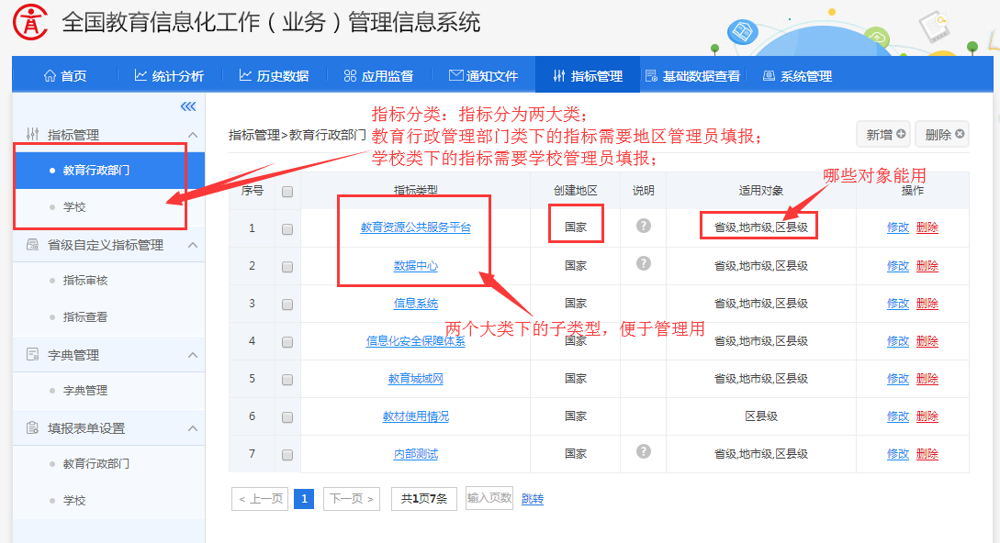 全国教育信息化工作（业务）管理信息系统
首页 统计分析 历史数据 应用监督 通知文件 指标管理 基础数据查看 系统管理
指标管理
教育行政部门
学校
省级自定义指标管理
指标审核
指标查看
字典管理
字典管理
填报表单设置
教育行政部门
学校
指标分类：指标分为两大类；
指标管理>教育行政部门
教育行政管理部门类下的指标需要地区管理员填报；
学校类下的指标需要学校管理员填报；
新增 删除
哪些对象能用
序号 指标类型 创建地区 说明 适用对象 操作
1 教育资源公共服务平台 国家 ? 省级,地市级,区县级 修改 删除
2 数据中心 国家 ? 省级,地市级,区县级 修改 删除
3 信息系统 国家 省级,地市级,区县级 修改 删除
两个大类下的子类型，便于管理用
4 信息化安全保障体系 国家 省级,地市级,区县级 修改 删除
5 教育城域网 国家 省级,地市级,区县级 修改 删除
6 教材使用情况 国家 区县级 修改 删除
7 内部测试 国家 ? 省级,地市级,区县级 修改 删除
< 上一页 1 下一页 > 共1页7条 输入页数 跳转